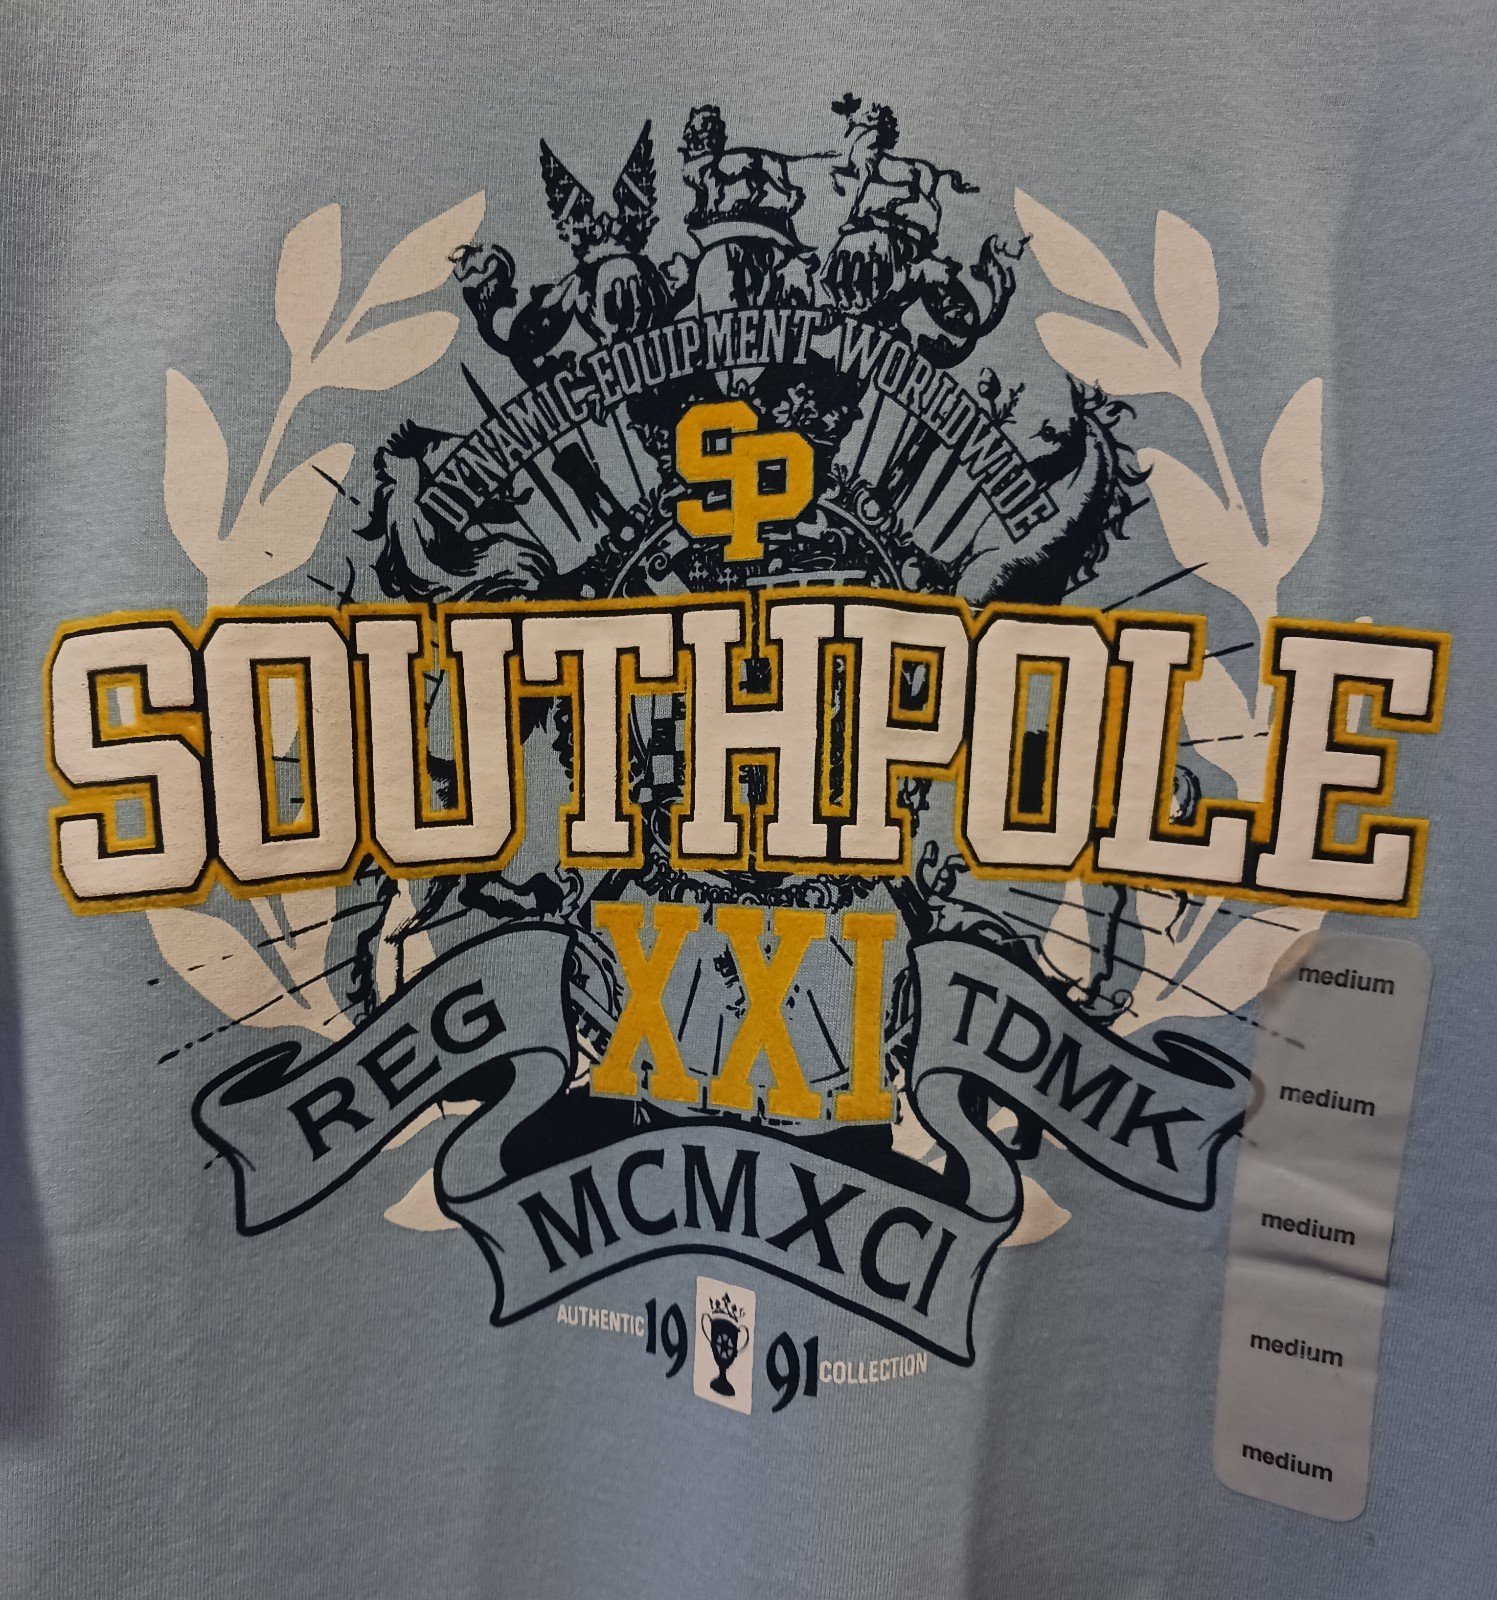 DYNAMIC EQUIPMENT WORLDWIDE
SP
SOUTHPOLE
XXI
REG
TDMK
MCMXCI
AUTHENTIC 19 91 COLLECTION
medium
medium
medium
medium
medium